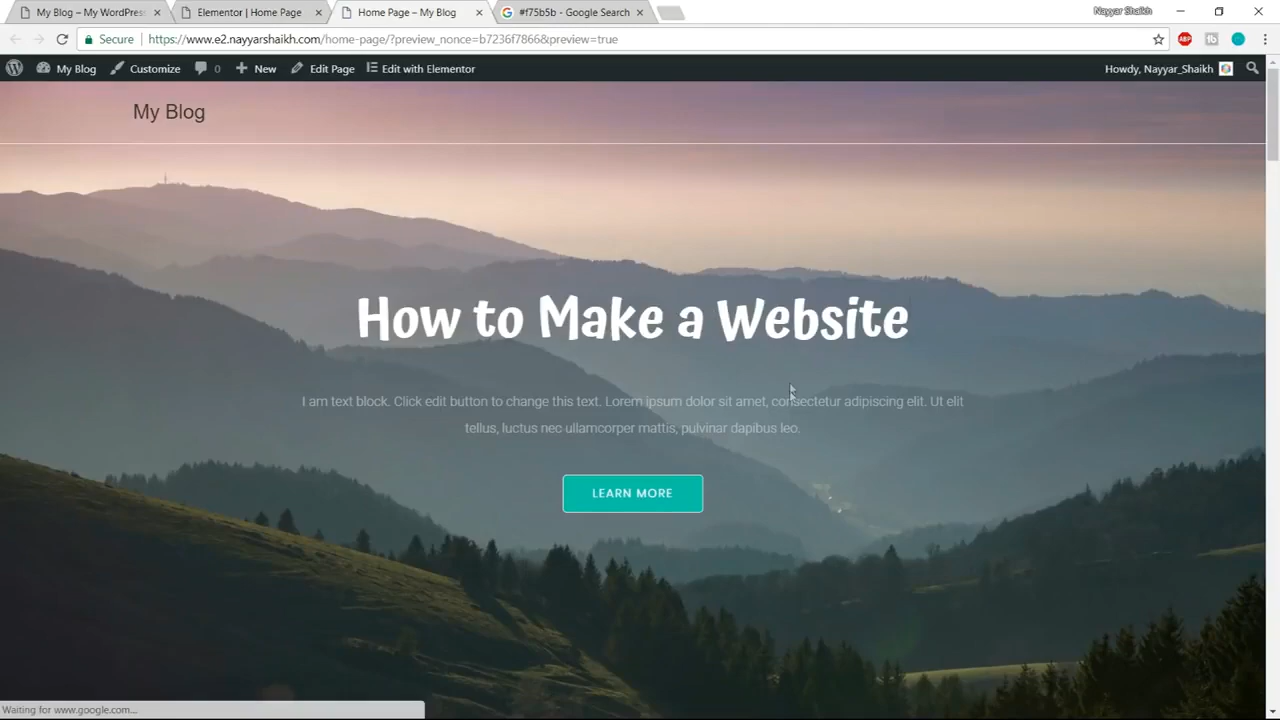 My Blog – My WordPress
Elementor | Home Page
Home Page – My Blog
#f75b5b - Google Search
Nayyar Shaikh
Secure
https://www.e2.nayyarshaikh.com/home-page/?preview_nonce=b7236f7866&preview=true
ABP
My Blog
Customize
0
New
Edit Page
Edit with Elementor
Howdy, Nayyar_Shaikh
My Blog
How to Make a Website
I am text block. Click edit button to change this text. Lorem ipsum dolor sit amet, consectetur adipiscing elit. Ut elit
tellus, luctus nec ullamcorper mattis, pulvinar dapibus leo.
LEARN MORE
Waiting for www.google.com...